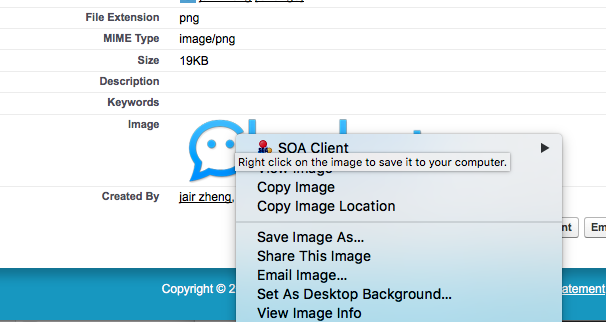 File Extension png
MIME Type image/png
Size 19KB
Description
Keywords
Image
SOA Client
Right click on the image to save it to your computer.
View Image
Copy Image
Copy Image Location
Created By jair zheng,
Save Image As...
Share This Image
Email Image...
Set As Desktop Background...
View Image Info
nt Em
Copyright © 2 atement